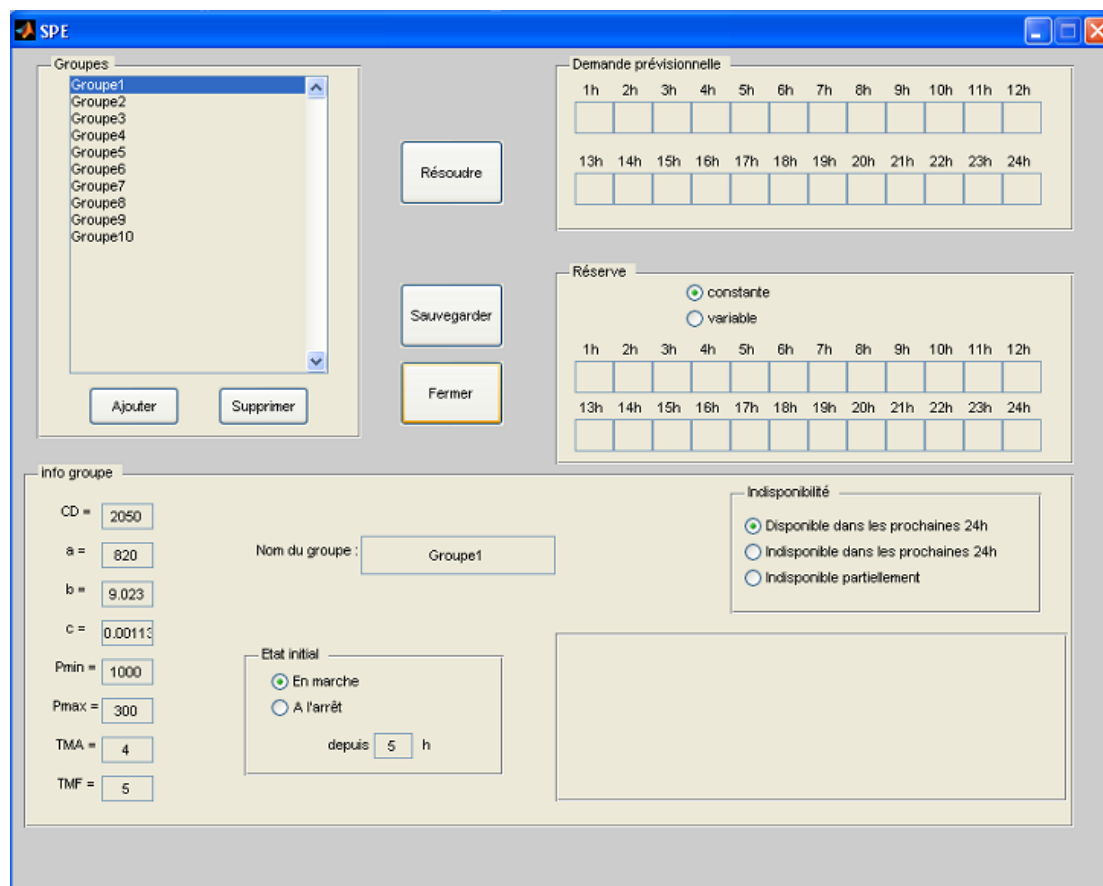 SPE
Groupes
Groupe1
Groupe2
Groupe3
Groupe4
Groupe5
Groupe6
Groupe7
Groupe8
Groupe9
Groupe10
Ajouter Supprimer
Résoudre
Sauvegarder
Fermer
Demande prévisionnelle
1h 2h 3h 4h 5h 6h 7h 8h 9h 10h 11h 12h
13h 14h 15h 16h 17h 18h 19h 20h 21h 22h 23h 24h
Réserve
constante
variable
1h 2h 3h 4h 5h 6h 7h 8h 9h 10h 11h 12h
13h 14h 15h 16h 17h 18h 19h 20h 21h 22h 23h 24h
info groupe
CD = 2050
a = 820
b = 9.023
c = 0.00113
Pmin = 1000
Pmax = 300
TMA = 4
TMF = 5
Nom du groupe : Groupe1
Etat initial
En marche
A l'arrêt
depuis 5 h
Indisponibilité
Disponible dans les prochaines 24h
Indisponible dans les prochaines 24h
Indisponible partiellement